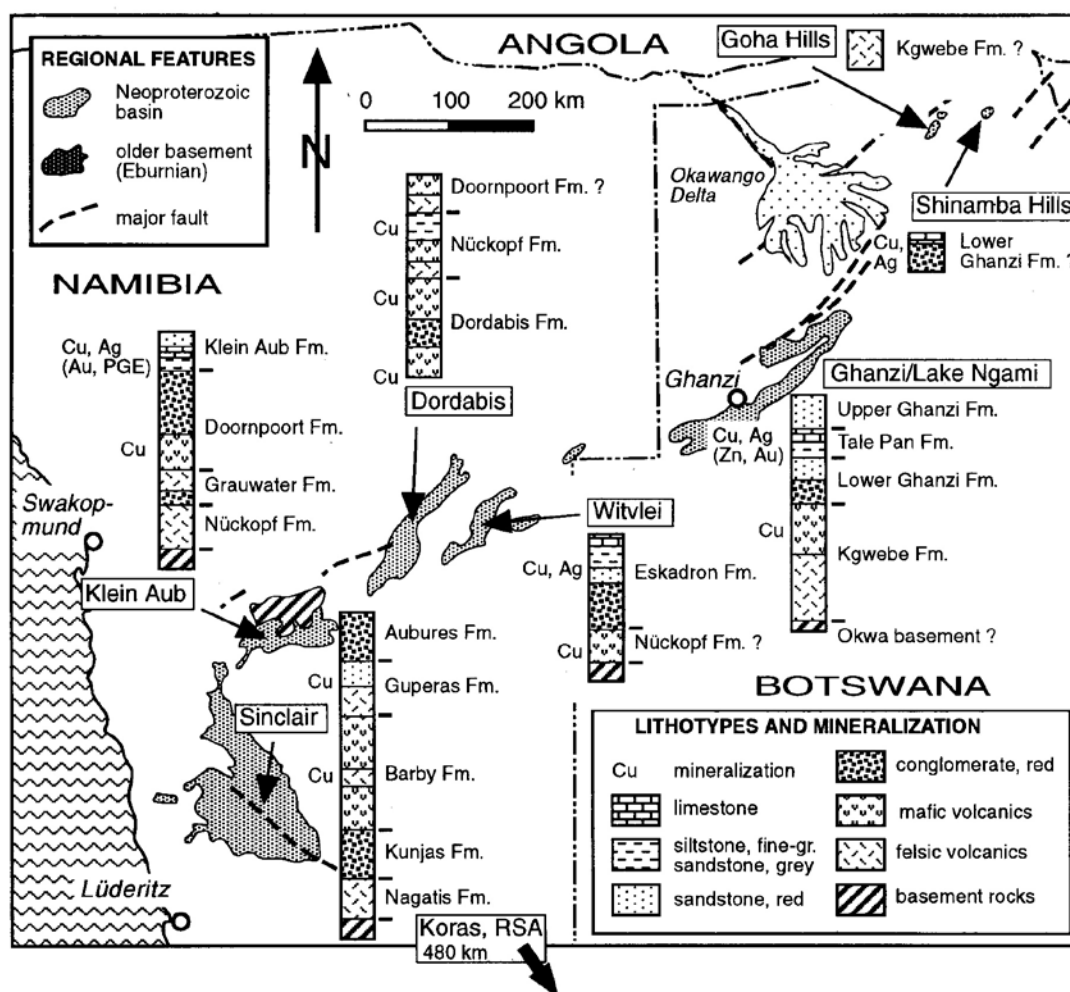 REGIONAL FEATURES
Neoproterozoic
basin
older basement
(Eburnian)
major fault
N
0 100 200 km
ANGOLA
Goha Hills
Kgwebe Fm. ?
Okawango
Delta
Shinamba Hills
Cu,
Ag
Lower
Ghanzi Fm. ?
NAMIBIA
Doornpoort Fm. ?
Cu
Nückopf Fm.
Cu
Dordabis Fm.
Cu
Dordabis
Cu, Ag
(Au, PGE)
Klein Aub Fm.
Doornpoort Fm.
Cu
Grauwater Fm.
Nückopf Fm.
Swakop-
mund
Klein Aub
Ghanzi
Ghanzi/Lake Ngami
Upper Ghanzi Fm.
Cu, Ag
(Zn, Au)
Tale Pan Fm.
Lower Ghanzi Fm.
Cu
Kgwebe Fm.
Okwa basement ?
Witvlei
Cu, Ag
Eskadron Fm.
Cu
Nückopf Fm. ?
Sinclair
Aubures Fm.
Cu
Guperas Fm.
Cu
Barby Fm.
Kunjas Fm.
Nagatis Fm.
Lüderitz
Koras, RSA
480 km
BOTSWANA
LITHOTYPES AND MINERALIZATION
Cu mineralization
limestone
siltstone, fine-gr.
sandstone, grey
sandstone, red
conglomerate, red
mafic volcanics
felsic volcanics
basement rocks